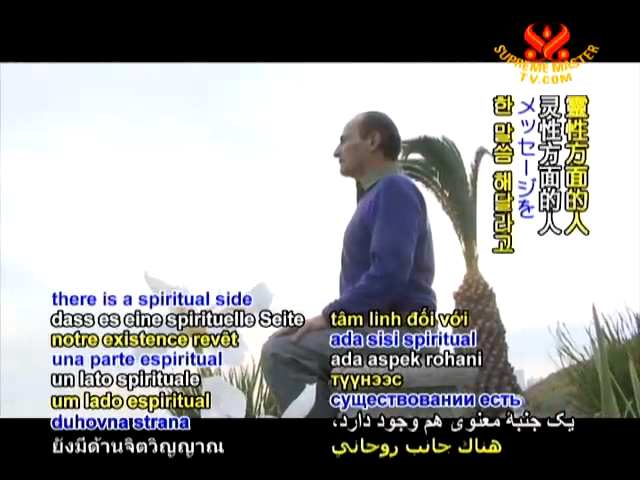 SUPREME MASTER
TV.COM
靈性方面的人
灵性方面的人
メッセージを
한 말씀 해달라고
there is a spiritual side
dass es eine spirituelle Seite
notre existence revêt
una parte espiritual
un lato spirituale
um lado espiritual
duhovna strana
ยังมีด้านจิตวิญญาณ
tâm linh đối với
ada sisi spiritual
ada aspek rohani
түүнээс
существовании есть
یک جنبۀ معنوی هم وجود دارد،
هناك جانب روحاني